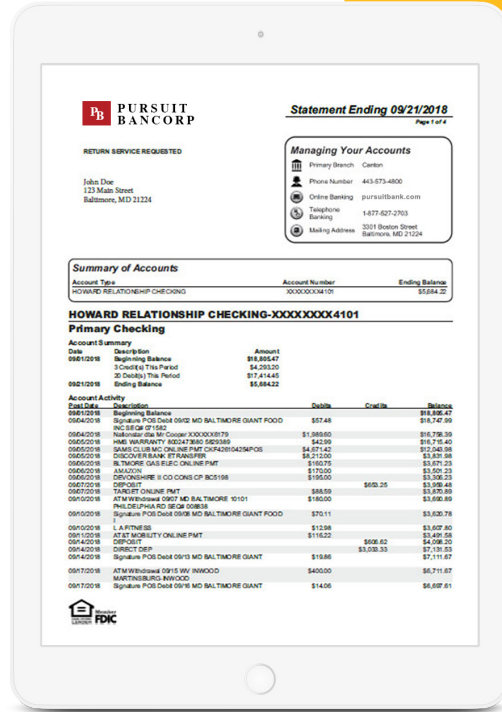 PB PURSUIT
BANCORP
Statement Ending 09/21/2018
Page 1 of 4
RETURN SERVICE REQUESTED
John Doe
123 Main Street
Baltimore, MD 21224
Managing Your Accounts
Primary Branch Canton
Phone Number 443-573-4800
Online Banking pursuitbank.com
Telephone Banking 1-877-527-2703
Mailing Address 3301 Boston Street
Baltimore, MD 21224
Summary of Accounts
Account Type Account Number Ending Balance
HOWARD RELATIONSHIP CHECKING XXXXXXXX4101 $5,684.22
HOWARD RELATIONSHIP CHECKING-XXXXXXXX4101
Primary Checking
Account Summary
Date Description Amount
09/01/2018 Beginning Balance $18,805.47
3 Credit(s) This Period $4,293.20
20 Debit(s) This Period $17,414.45
09/21/2018 Ending Balance $5,684.22
Account Activity
Post Date Description Debits Credits Balance
09/01/2018 Beginning Balance $18,805.47
09/04/2018 Signature POS Debit 09/02 MD BALTIMORE GIANT FOOD $57.48 $18,747.99
INC SEQ# 071582
09/04/2018 Nationstar dba Mr Cooper XXXXXX6179 $1,989.60 $16,758.39
09/05/2018 HMS WARRANTY 8002473680 5829389 $42.99 $16,715.40
09/05/2018 SAMS CLUB MC ONLINE PMT CKF426104254POS $4,671.42 $12,043.98
09/05/2018 DISCOVER BANK ETRANSFER $8,212.00 $3,831.98
09/06/2018 BLTMORE GAS ELEC ONLINE PMT $160.75 $3,671.23
09/06/2018 AMAZON $170.00 $3,501.23
09/06/2018 DEVONSHIRE II CO CONS CP BC5198 $195.00 $3,306.23
09/07/2018 DEPOSIT $653.25 $3,959.48
09/07/2018 TARGET ONLINE PMT $88.59 $3,870.89
09/10/2018 ATM Withdrawal 09/07 MD BALTIMORE 10101 $180.00 $3,690.89
PHILDELPHIA RD SEQ# 008838
09/10/2018 Signature POS Debit 09/08 MD BALTIMORE GIANT FOOD $70.11 $3,620.78
I
09/10/2018 L A FITNESS $12.98 $3,607.80
09/11/2018 AT&T MOBILITY ONLINE PMT $116.22 $3,491.58
09/14/2018 DEPOSIT $606.62 $4,098.20
09/14/2018 DIRECT DEP $3,033.33 $7,131.53
09/14/2018 Signature POS Debit 09/13 MD BALTIMORE GIANT $19.86 $7,111.67
09/17/2018 ATM Withdrawal 09/15 WV INWOOD $400.00 $6,711.67
MARTINSBURG-INWOOD
09/17/2018 Signature POS Debit 09/16 MD BALTIMORE GIANT $14.06 $6,697.61
Member
FDIC